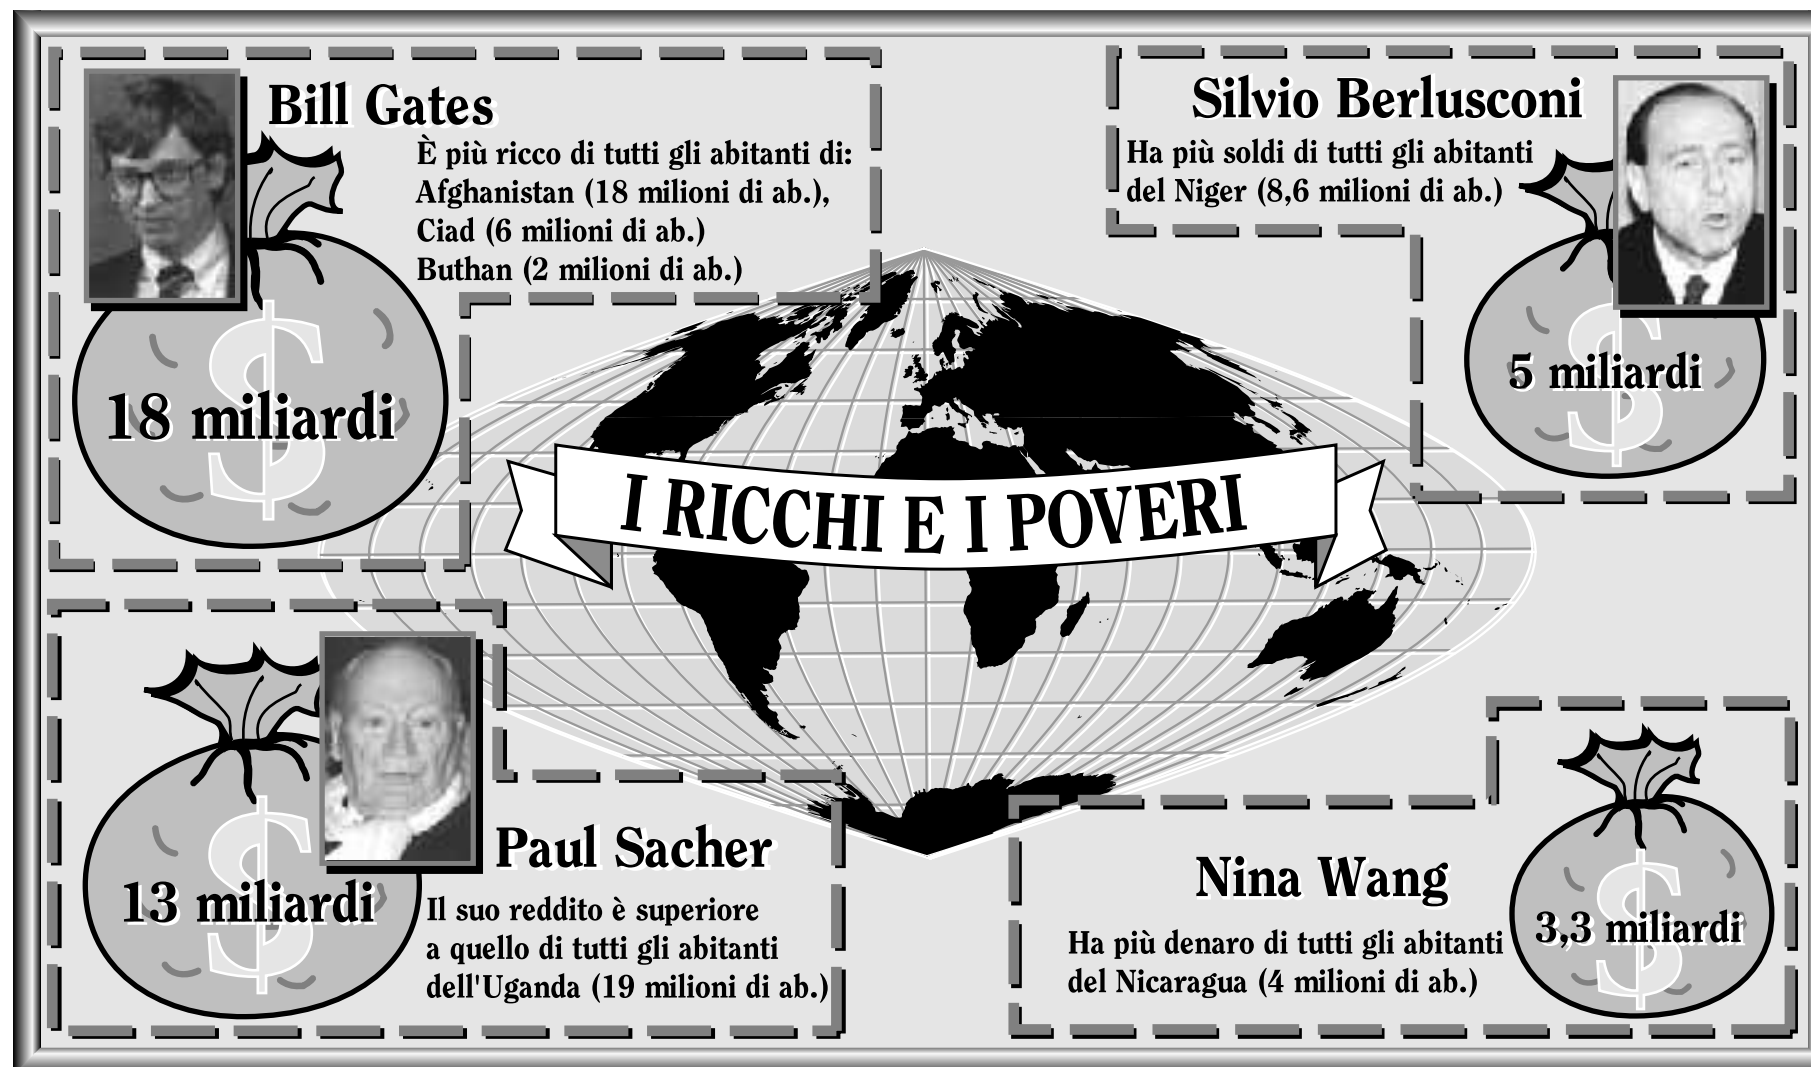 Bill Gates
È più ricco di tutti gli abitanti di:
Afghanistan (18 milioni di ab.),
Ciad (6 milioni di ab.)
Buthan (2 milioni di ab.)
$
18 miliardi
Silvio Berlusconi
Ha più soldi di tutti gli abitanti
del Niger (8,6 milioni di ab.)
$
5 miliardi
I RICCHI E I POVERI
Paul Sacher
$
13 miliardi
Il suo reddito è superiore
a quello di tutti gli abitanti
dell'Uganda (19 milioni di ab.)
Nina Wang
Ha più denaro di tutti gli abitanti
del Nicaragua (4 milioni di ab.)
$
3,3 miliardi